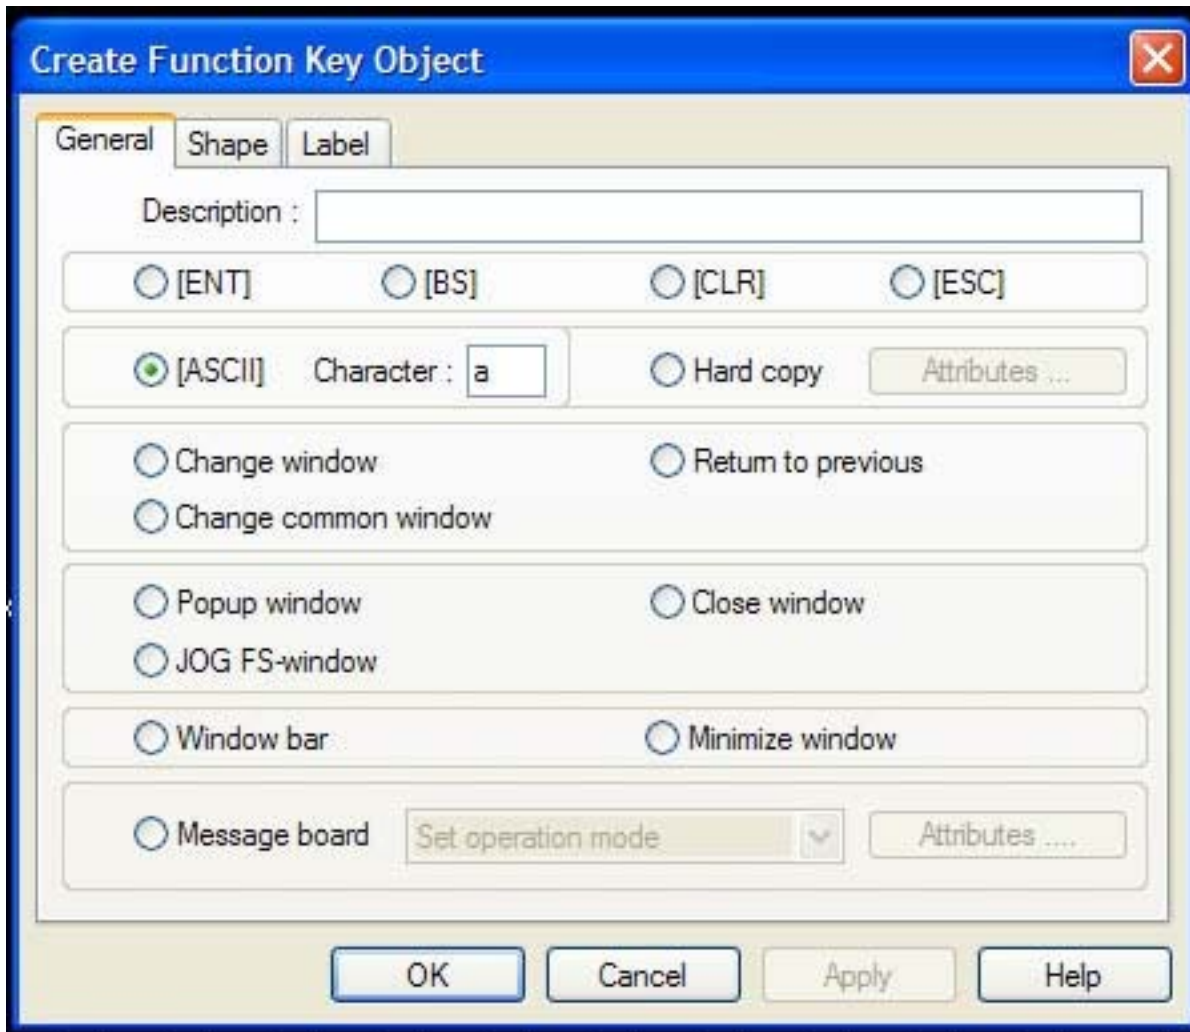 Create Function Key Object
General Shape Label
Description :
[ENT] [BS] [CLR] [ESC]
[ASCII] Character : a Hard copy Attributes ...
Change window Return to previous
Change common window
Popup window Close window
JOG FS-window
Window bar Minimize window
Message board Set operation mode Attributes ....
OK Cancel Apply Help